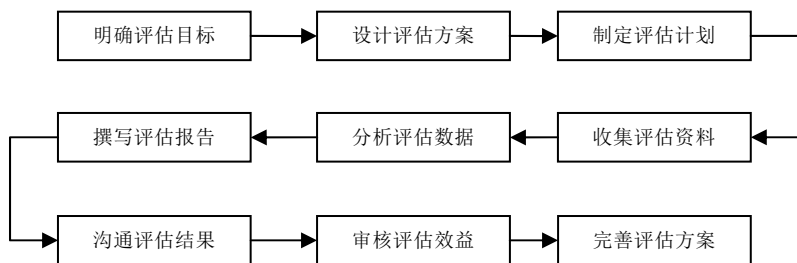 明确评估目标
设计评估方案
制定评估计划
撰写评估报告
分析评估数据
收集评估资料
沟通评估结果
审核评估效益
完善评估方案